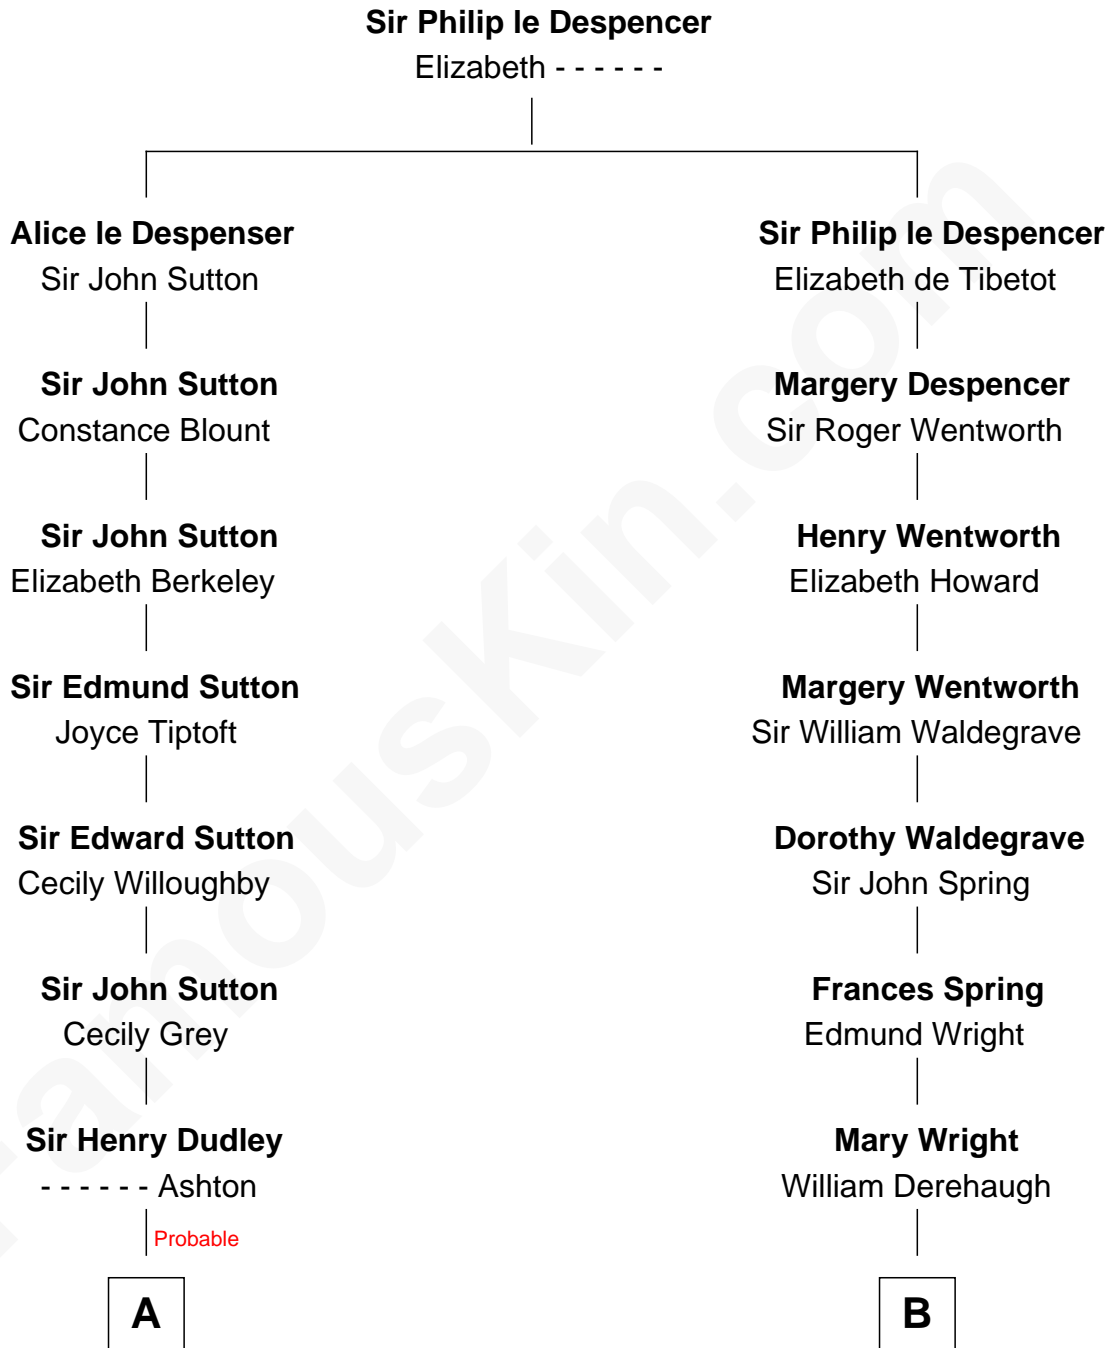 Sir Philip le Despencer
Elizabeth - - - - - -
Alice le Despenser
Sir John Sutton
Sir Philip le Despencer
Elizabeth de Tibetot
Sir John Sutton
Constance Blount
Margery Despencer
Sir Roger Wentworth
Sir John Sutton
Elizabeth Berkeley
Henry Wentworth
Elizabeth Howard
Sir Edmund Sutton
Joyce Tiptoft
Margery Wentworth
Sir William Waldegrave
Sir Edward Sutton
Cecily Willoughby
Dorothy Waldegrave
Sir John Spring
Sir John Sutton
Cecily Grey
Frances Spring
Edmund Wright
Sir Henry Dudley
- - - - - - Ashton
Mary Wright
William Derehaugh
Probable
A
B
FamousKin.com